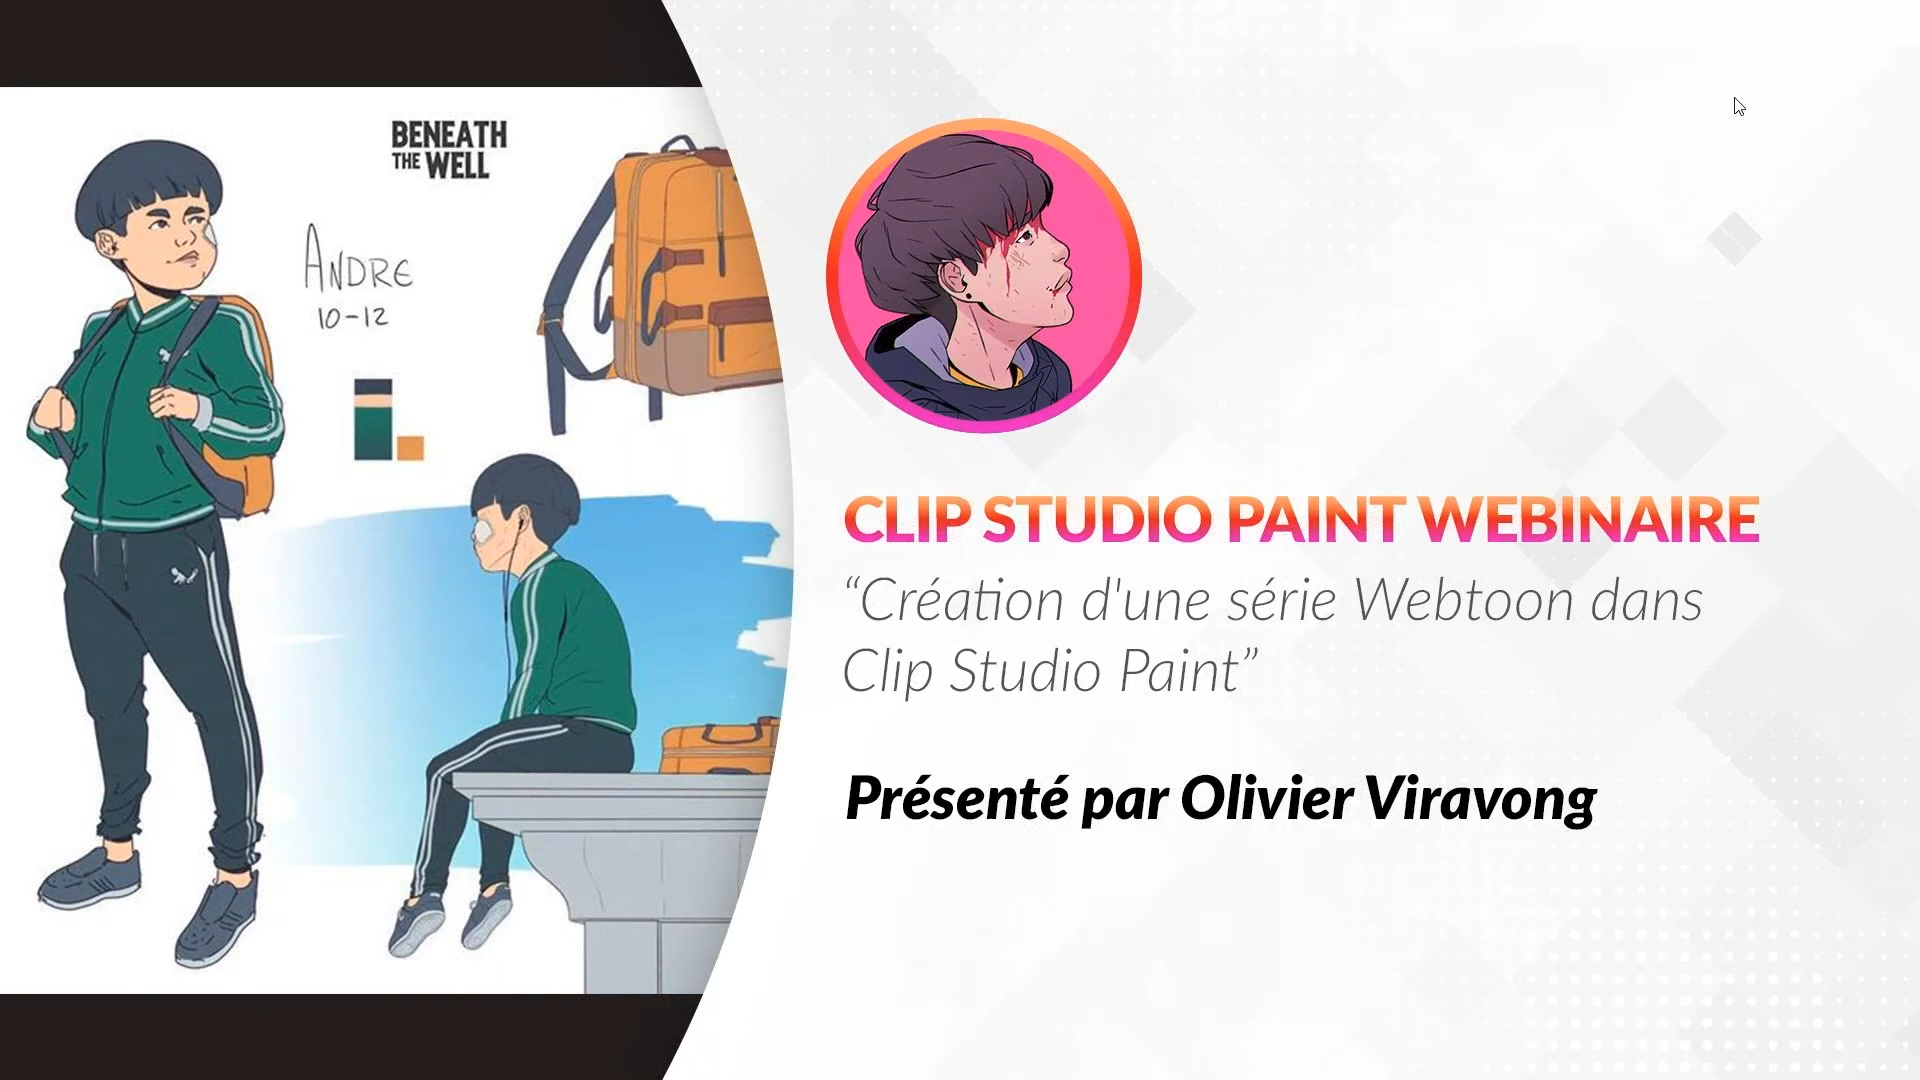 BENEATH
THE WELL
ANDRE
10-12
CLIP STUDIO PAINT WEBINAIRE
“Création d'une série Webtoon dans
Clip Studio Paint”
Présenté par Olivier Viravong